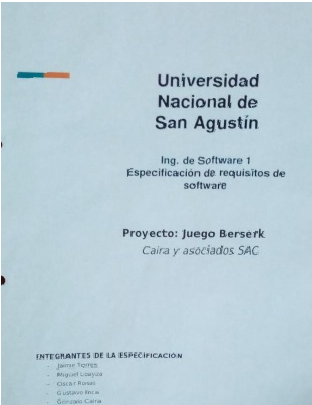 Universidad
Nacional de
San Agustín
Ing. de Software 1
Especificación de requisitos de
software
Proyecto: Juego Berserk
Caira y asociados SAC
INTEGRANTES DE LA ESPECIFICACIÓN
- Jaime Torres
- Miguel Loayza
- Oscar Rosas
- Gustavo
- Gonzalo Caira